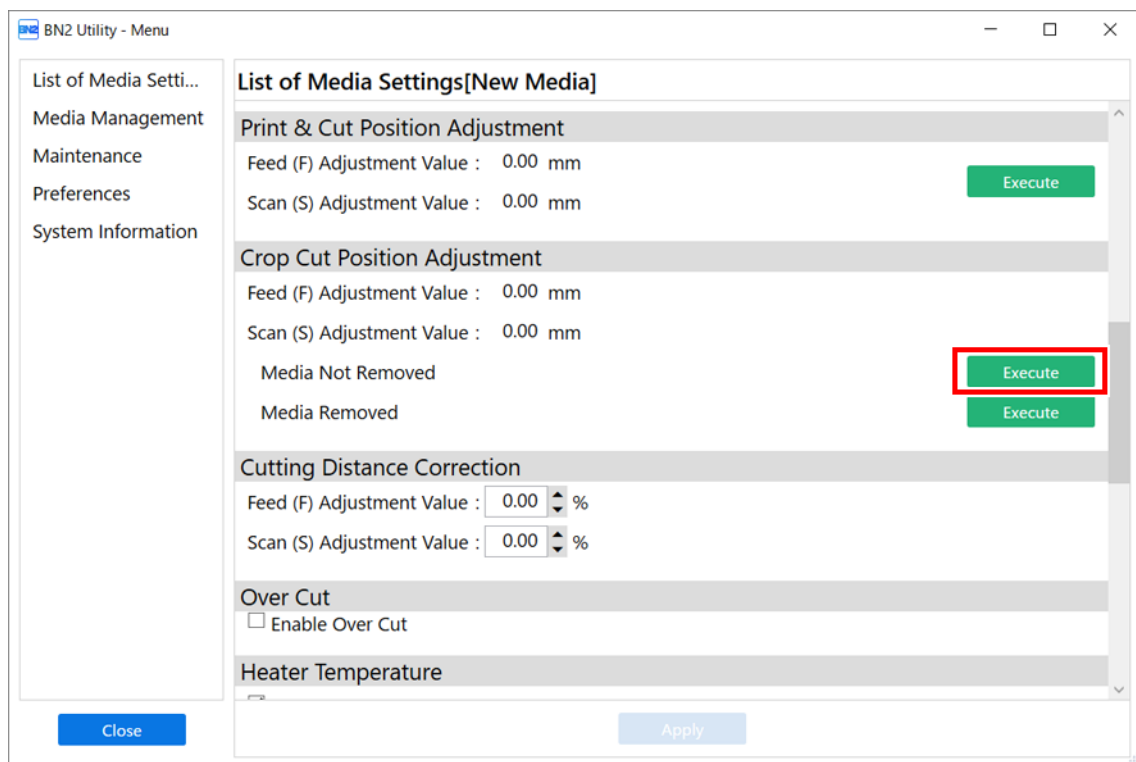 BN2 BN2 Utility - Menu
List of Media Setti...
Media Management
Maintenance
Preferences
System Information
List of Media Settings[New Media]
Print & Cut Position Adjustment
Feed (F) Adjustment Value : 0.00 mm
Execute
Scan (S) Adjustment Value : 0.00 mm
Crop Cut Position Adjustment
Feed (F) Adjustment Value : 0.00 mm
Scan (S) Adjustment Value : 0.00 mm
Media Not Removed Execute
Media Removed Execute
Cutting Distance Correction
Feed (F) Adjustment Value : 0.00 %
Scan (S) Adjustment Value : 0.00 %
Over Cut
Enable Over Cut
Heater Temperature
Close
Apply